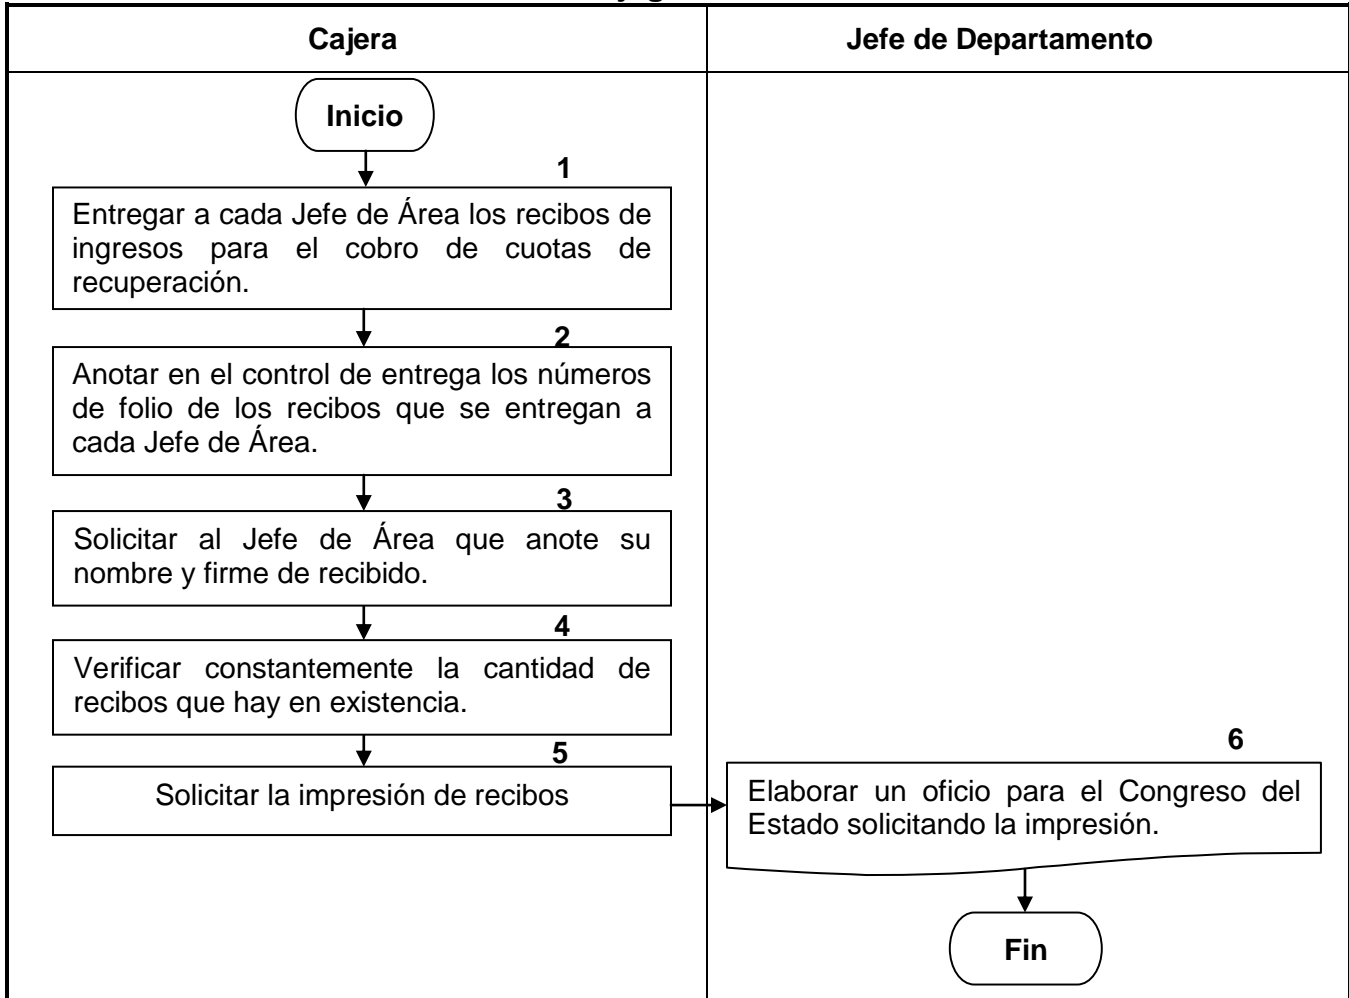 Cajera
Jefe de Departamento
Inicio
1
Entregar a cada Jefe de Área los recibos de
ingresos para el cobro de cuotas de
recuperación.
2
Anotar en el control de entrega los números
de folio de los recibos que se entregan a
cada Jefe de Área.
3
Solicitar al Jefe de Área que anote su
nombre y firme de recibido.
4
Verificar constantemente la cantidad de
recibos que hay en existencia.
5
Solicitar la impresión de recibos
6
Elaborar un oficio para el Congreso del
Estado solicitando la impresión.
Fin